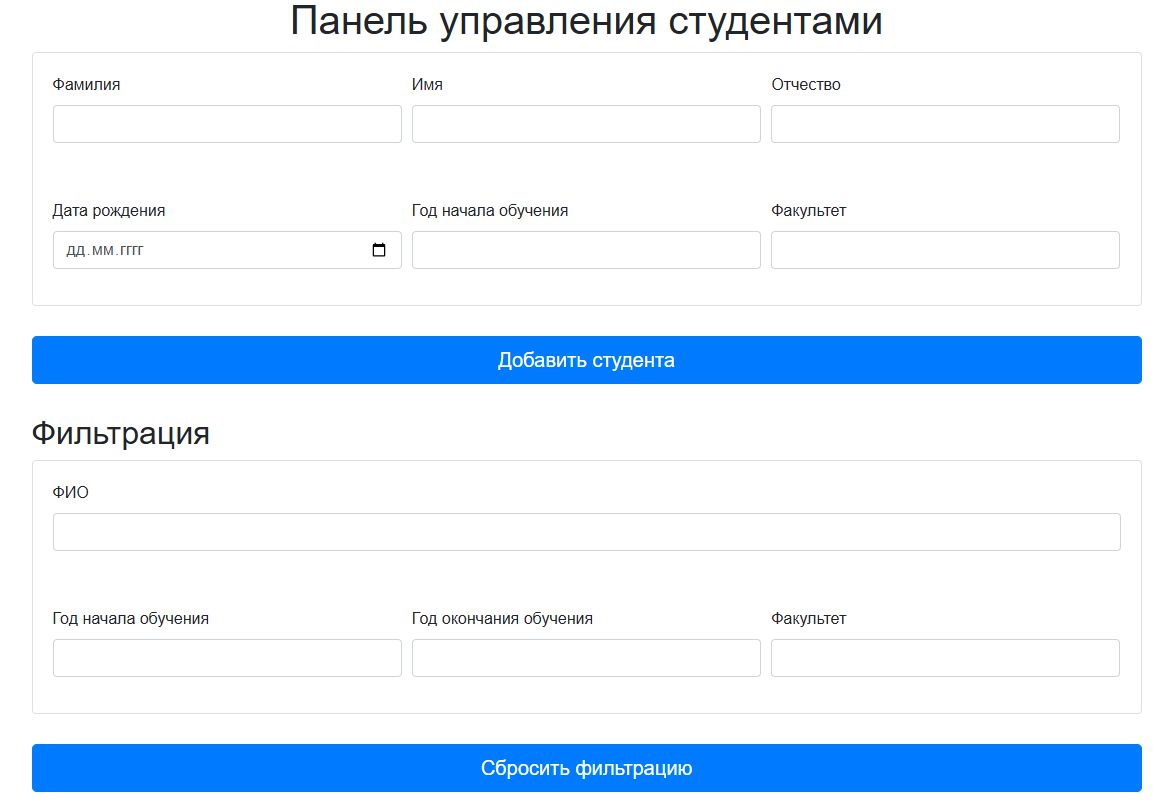 Панель управления студентами
Фамилия Имя Отчество
Дата рождения Год начала обучения Факультет
дд.мм.гггг
Добавить студента
Фильтрация
ФИО
Год начала обучения Год окончания обучения Факультет
Сбросить фильтрацию